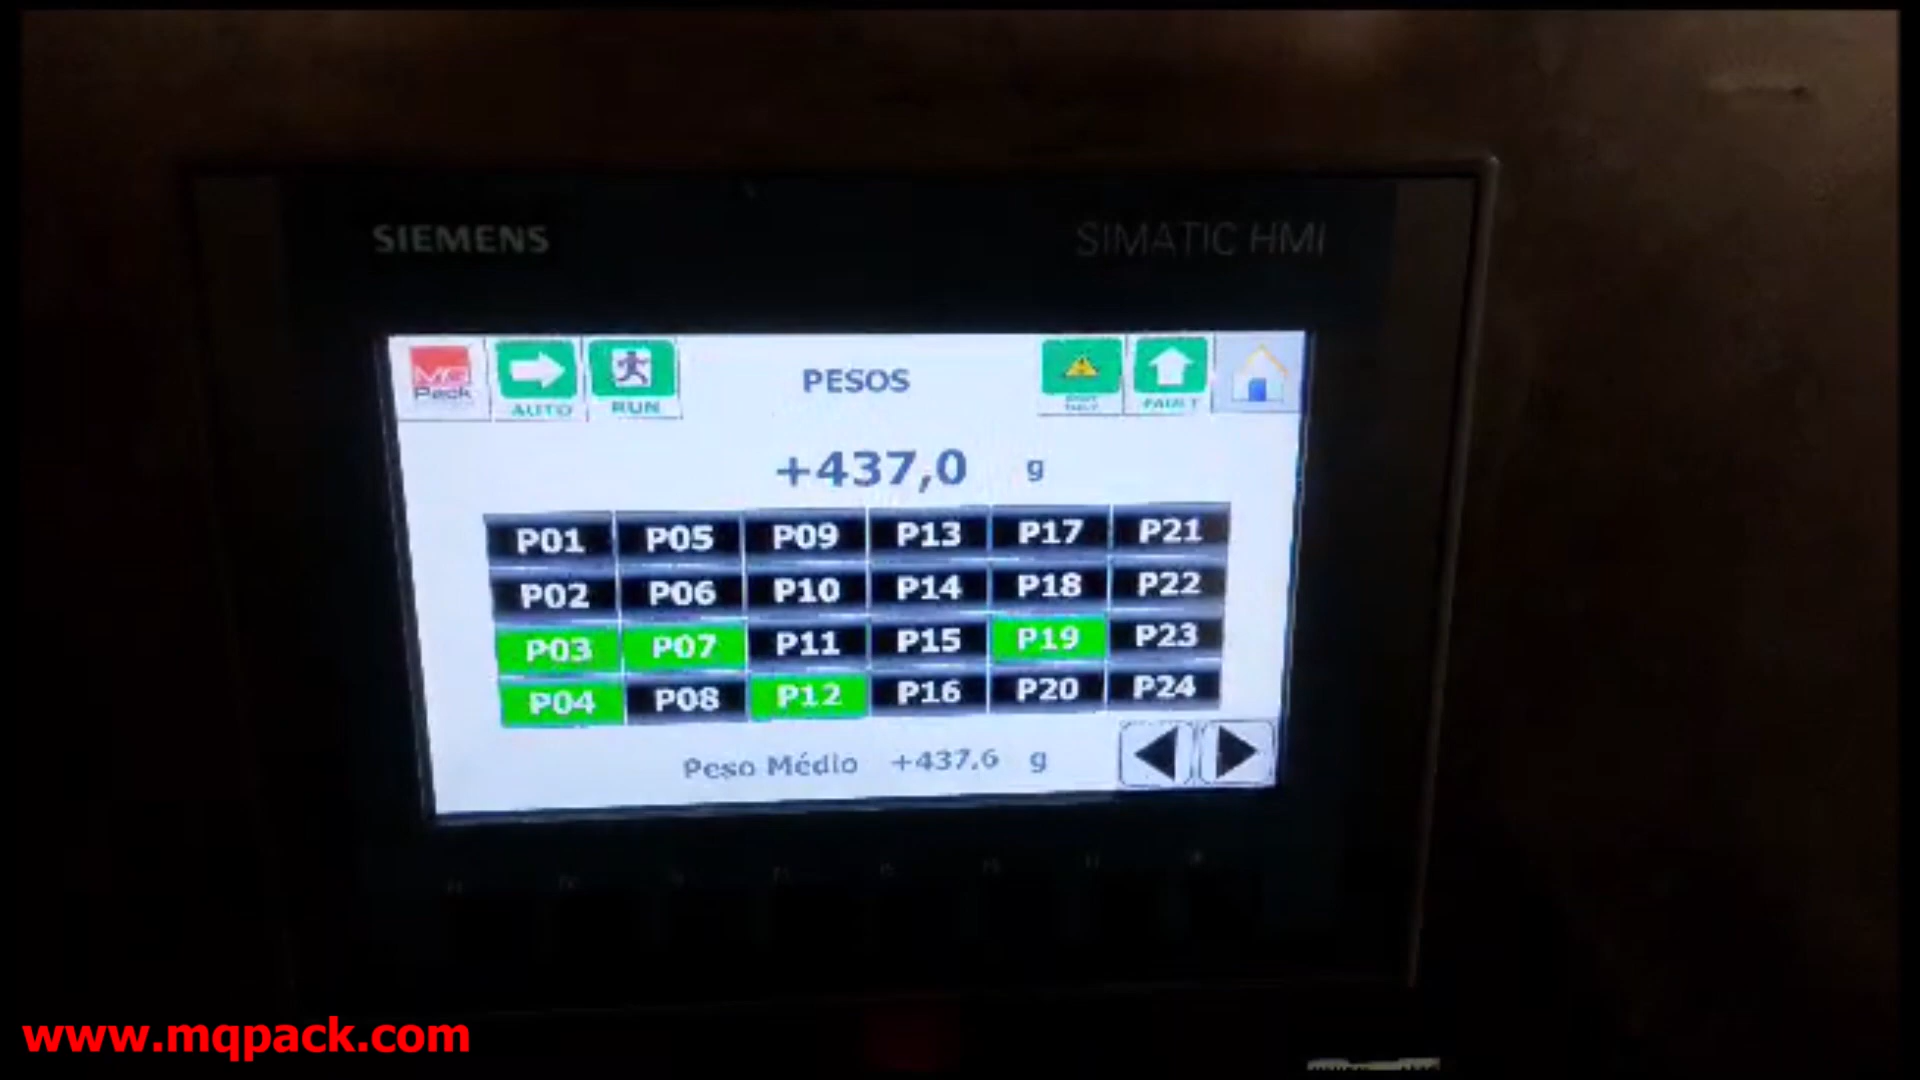 SIEMENS
SIMATIC HMI
MQ Pack
AUTO
RUN
PESOS
FAULT
+437,0 g
P01 P05 P09 P13 P17 P21
P02 P06 P10 P14 P18 P22
P03 P07 P11 P15 P19 P23
P04 P08 P12 P16 P20 P24
Peso Médio +437,6 g
www.mqpack.com